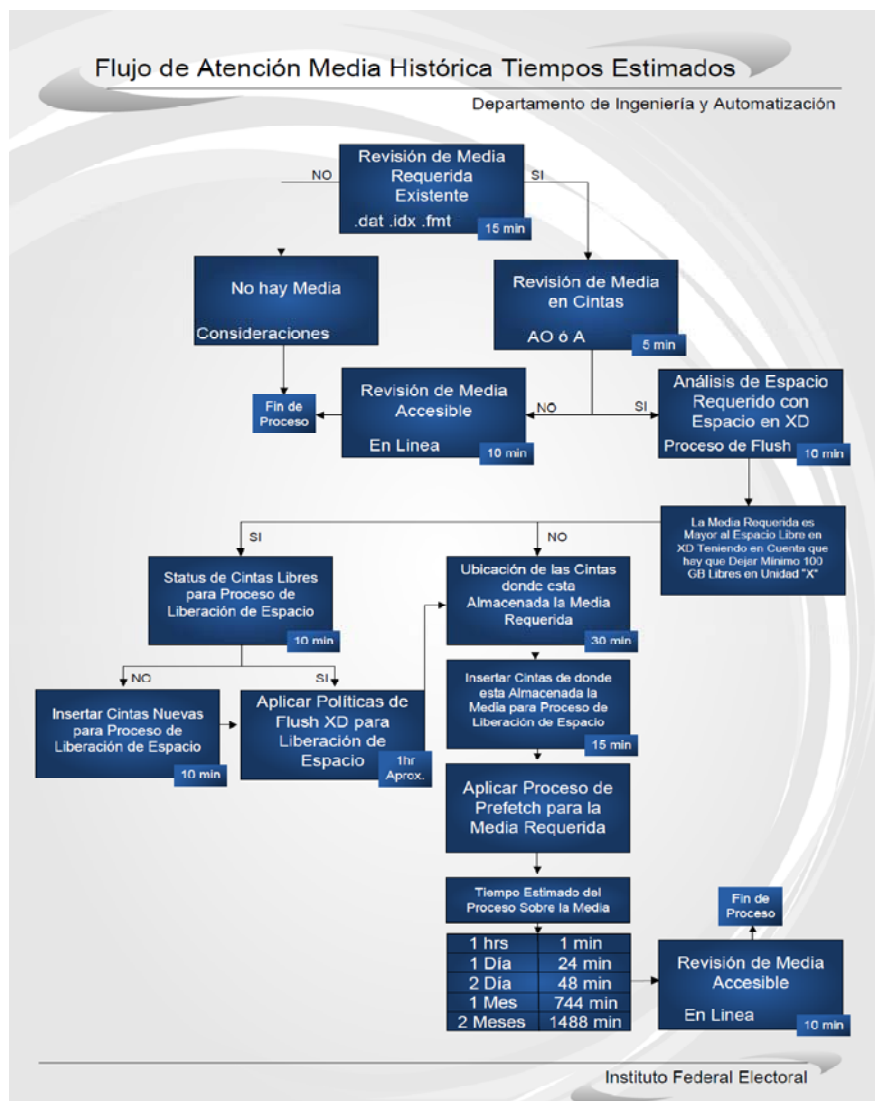 Flujo de Atención Media Histórica Tiempos Estimados
Departamento de Ingeniería y Automatización
Revisión de Media
Requerida
Existente
.dat .idx .fmt
15 min
NO
SI
No hay Media
Consideraciones
Revisión de Media
en Cintas
AO ó A
5 min
Fin de
Proceso
Revisión de Media
Accesible
En Linea
10 min
NO
SI
Análisis de Espacio
Requerido con
Espacio en XD
Proceso de Flush
10 min
La Media Requerida es
Mayor al Espacio Libre en
XD Teniendo en Cuenta que
hay que Dejar Mínimo 100
GB Libres en Unidad "X"
SI
NO
Status de Cintas Libres
para Proceso de
Liberación de Espacio
10 min
Ubicación de las Cintas
donde esta
Almacenada la Media
Requerida
30 min
NO
SI
Insertar Cintas Nuevas
para Proceso de
Liberación de Espacio
10 min
Aplicar Políticas de
Flush XD para
Liberación de
Espacio
1hr
Aprox.
Insertar Cintas de donde
esta Almacenada la
Media para Proceso de
Liberación de Espacio
15 min
Aplicar Proceso de
Prefetch para la
Media Requerida
Tiempo Estimado del
Proceso Sobre la Media
1 hrs 1 min
1 Día 24 min
2 Día 48 min
1 Mes 744 min
2 Meses 1488 min
Fin de
Proceso
Revisión de Media
Accesible
En Linea
10 min
Instituto Federal Electoral